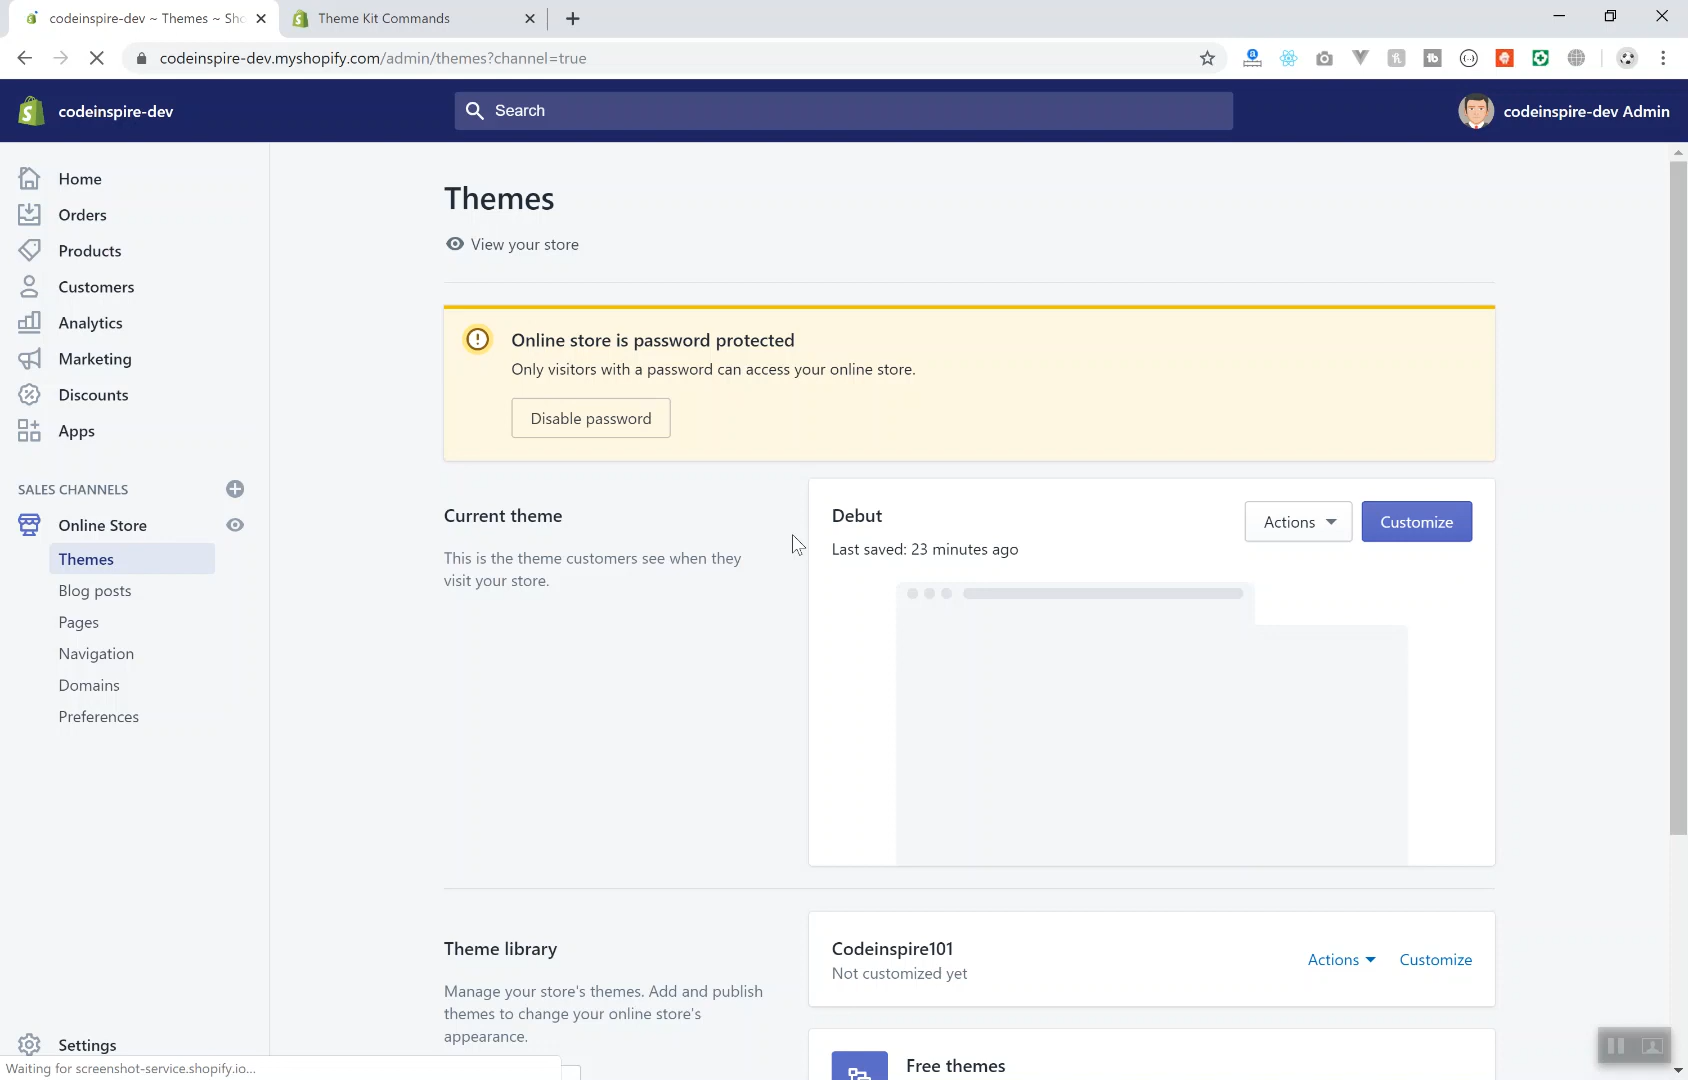 codeinspire-dev ~ Themes ~ Sho
Theme Kit Commands
codeinspire-dev.myshopify.com/admin/themes?channel=true
codeinspire-dev
Search
codeinspire-dev Admin
Home
Orders
Products
Customers
Analytics
Marketing
Discounts
Apps
SALES CHANNELS
Online Store
Themes
Blog posts
Pages
Navigation
Domains
Preferences
Settings
Waiting for screenshot-service.shopify.io...
Themes
View your store
Online store is password protected
Only visitors with a password can access your online store.
Disable password
Current theme
This is the theme customers see when they
visit your store.
Debut
Last saved: 23 minutes ago
Actions
Customize
Theme library
Manage your store's themes. Add and publish
themes to change your online store's
appearance.
Codeinspire101
Not customized yet
Actions
Customize
Free themes